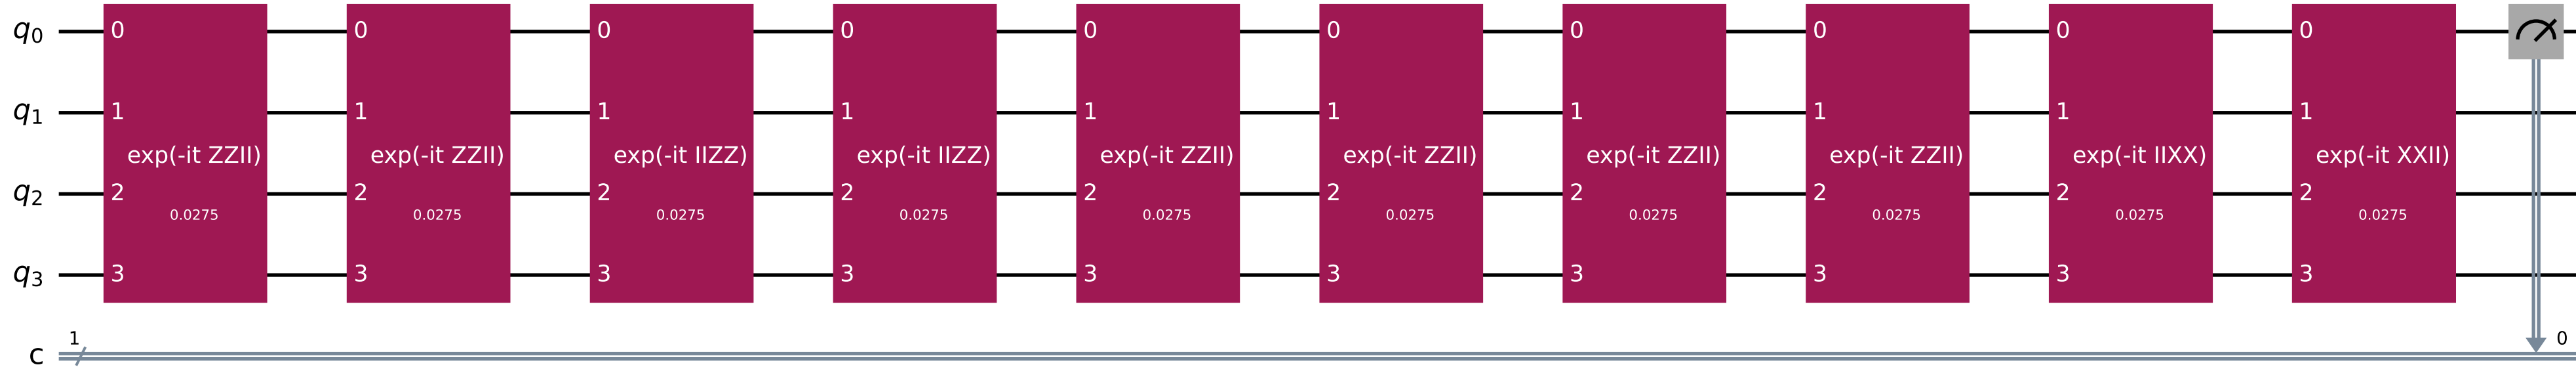 q0 0 0 0 0 0 0 0 0 0 0
q1 1 1 1 1 1 1 1 1 1 1
exp(-it ZZII) exp(-it ZZII) exp(-it IIZZ) exp(-it IIZZ) exp(-it ZZII) exp(-it ZZII) exp(-it ZZII) exp(-it ZZII) exp(-it IIXX) exp(-it XXII)
q2 2 2 2 2 2 2 2 2 2 2
0.0275 0.0275 0.0275 0.0275 0.0275 0.0275 0.0275 0.0275 0.0275 0.0275
q3 3 3 3 3 3 3 3 3 3 3
1 0
c